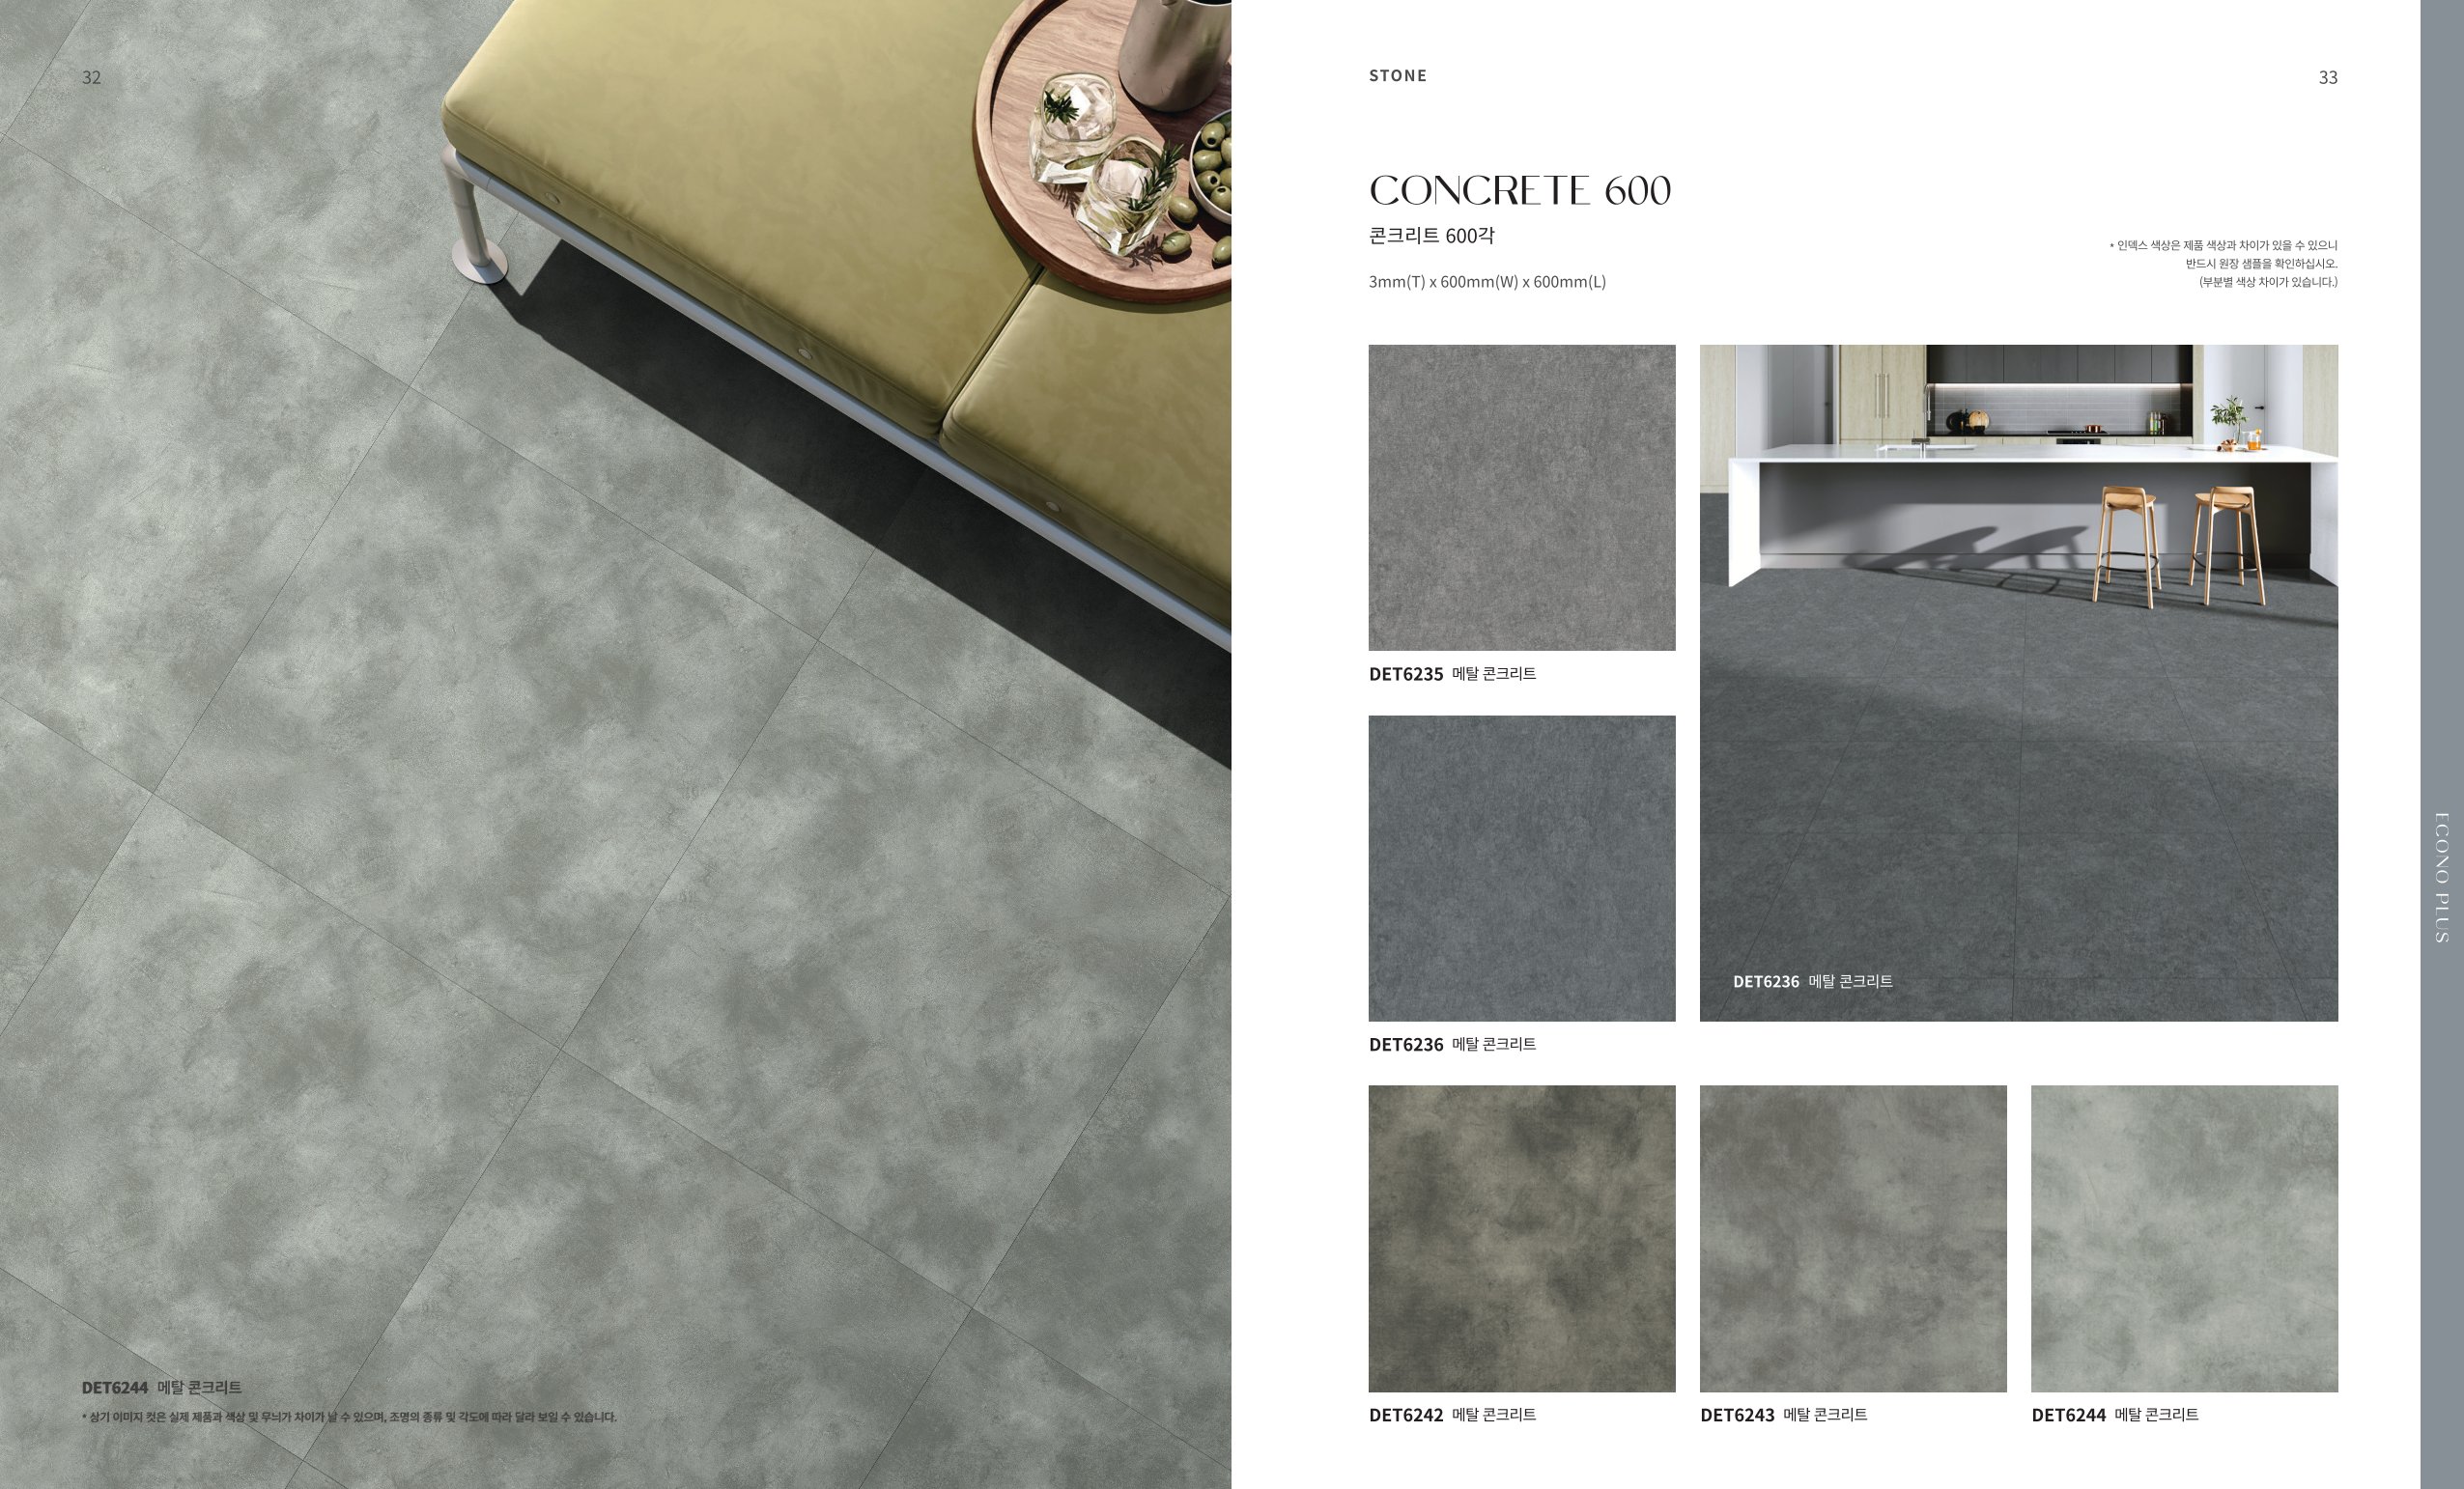 32
DET6244 메탈 콘크리트
* 상기 이미지 컷은 실제 제품과 색상 및 무늬가 차이가 날 수 있으며, 조명의 종류 및 각도에 따라 달라 보일 수 있습니다.
STONE
33
CONCRETE 600
콘크리트 600각
3mm(T) x 600mm(W) x 600mm(L)
* 인덱스 색상은 제품 색상과 차이가 있을 수 있으니
반드시 원장 샘플을 확인하십시오.
(부분별 색상 차이가 있습니다.)
DET6235 메탈 콘크리트
DET6236 메탈 콘크리트
DET6236 메탈 콘크리트
DET6242 메탈 콘크리트
DET6243 메탈 콘크리트
DET6244 메탈 콘크리트
ECONO PLUS